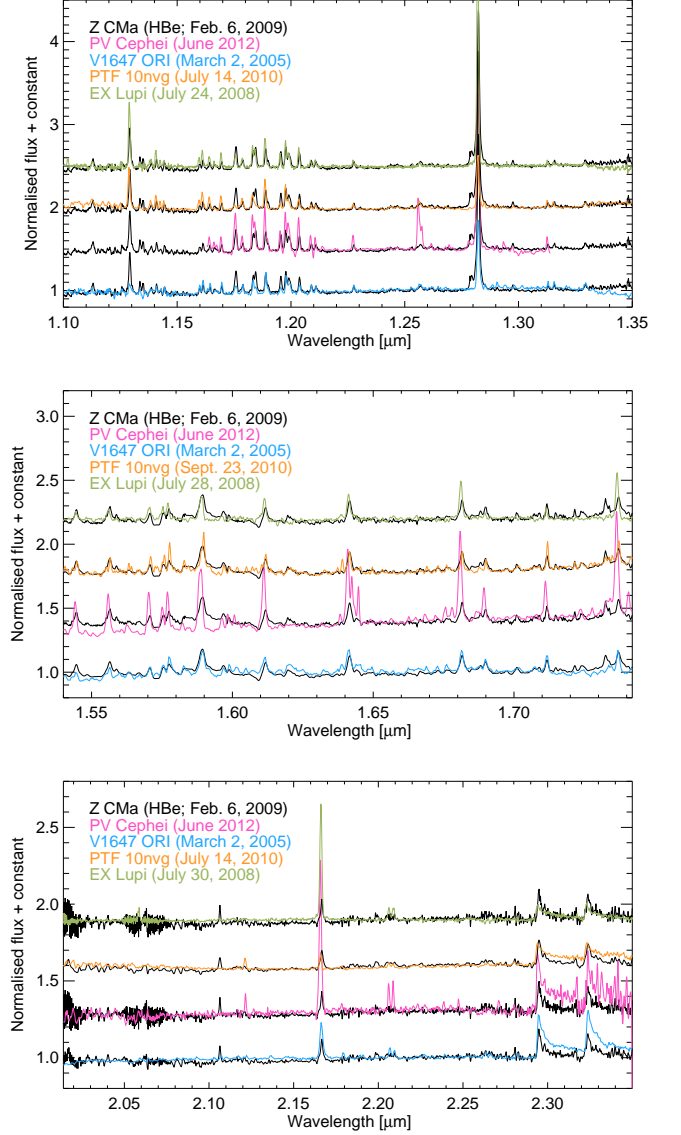 Z CMa (HBe; Feb. 6, 2009)
PV Cephei (June 2012)
V1647 ORI (March 2, 2005)
PTF 10nvg (July 14, 2010)
EX Lupi (July 24, 2008)
Normalised flux + constant
4
3
2
1
1.10 1.15 1.20 1.25 1.30 1.35
Wavelength [μm]
Z CMa (HBe; Feb. 6, 2009)
PV Cephei (June 2012)
V1647 ORI (March 2, 2005)
PTF 10nvg (Sept. 23, 2010)
EX Lupi (July 28, 2008)
Normalised flux + constant
3.0
2.5
2.0
1.5
1.0
1.55 1.60 1.65 1.70
Wavelength [μm]
Z CMa (HBe; Feb. 6, 2009)
PV Cephei (June 2012)
V1647 ORI (March 2, 2005)
PTF 10nvg (July 14, 2010)
EX Lupi (July 30, 2008)
Normalised flux + constant
2.5
2.0
1.5
1.0
2.05 2.10 2.15 2.20 2.25 2.30
Wavelength [μm]